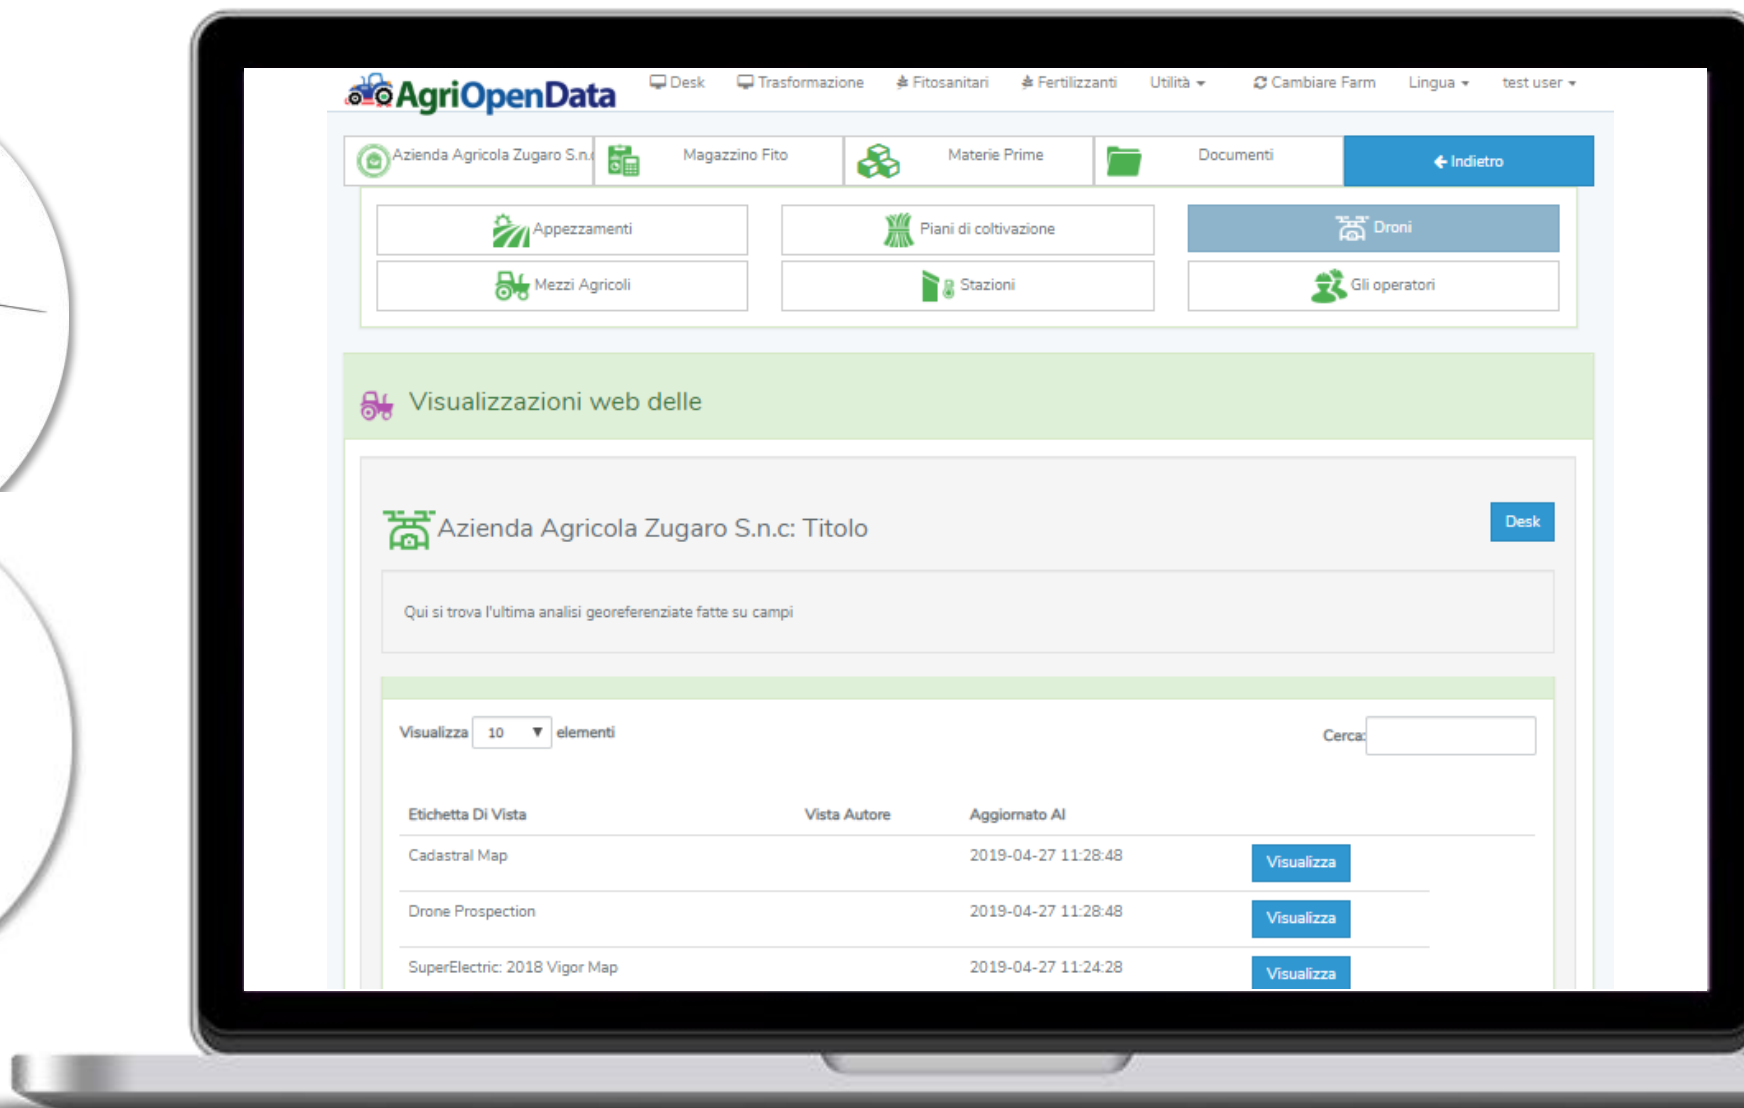 AgriOpenData
Desk Trasformazione Fitosanitari Fertilizzanti Utilità Cambiare Farm Lingua test user
Azienda Agricola Zugaro S.n. Magazzino Fito Materie Prime Documenti Indietro
Appezzamenti Piani di coltivazione Droni
Mezzi Agricoli Stazioni Gli operatori
Visualizzazioni web delle
Azienda Agricola Zugaro S.n.c: Titolo Desk
Qui si trova l'ultima analisi georeferenziate fatte su campi
Visualizza 10 elementi Cerca:
Etichetta Di Vista Vista Autore Aggiornato Al
Cadastral Map 2019-04-27 11:28:48 Visualizza
Drone Prospection 2019-04-27 11:28:48 Visualizza
SuperElectric: 2018 Vigor Map 2019-04-27 11:24:28 Visualizza